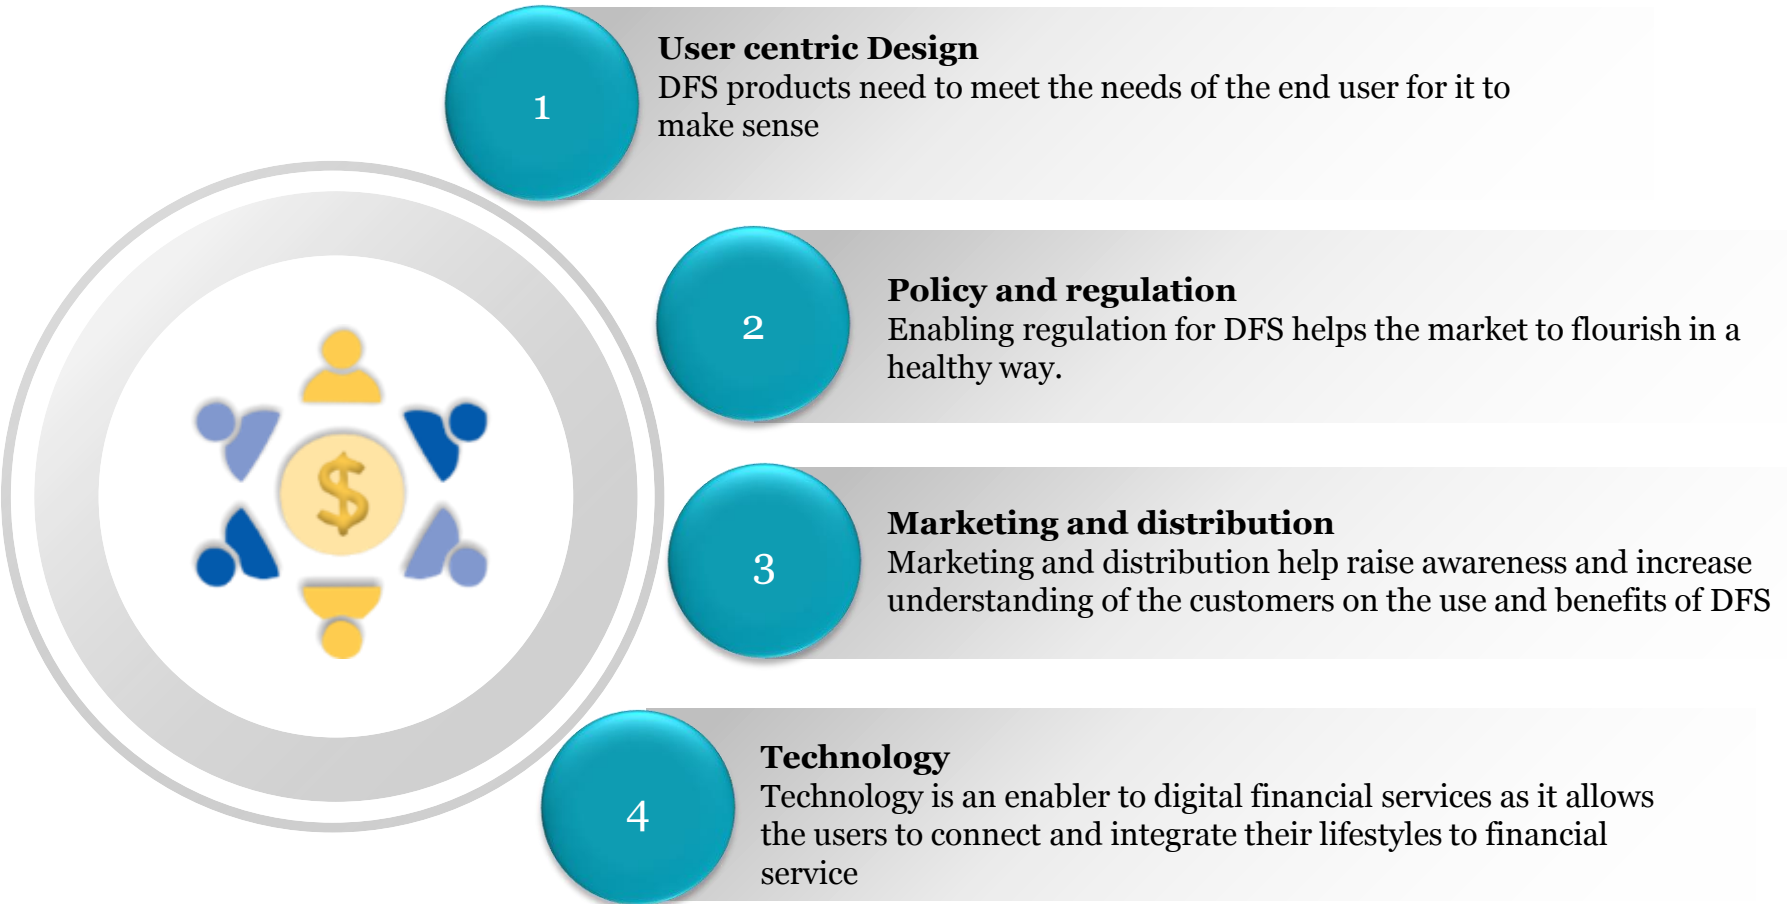 1
User centric Design
DFS products need to meet the needs of the end user for it to
make sense
2
Policy and regulation
Enabling regulation for DFS helps the market to flourish in a
healthy way.
3
Marketing and distribution
Marketing and distribution help raise awareness and increase
understanding of the customers on the use and benefits of DFS
$
4
Technology
Technology is an enabler to digital financial services as it allows
the users to connect and integrate their lifestyles to financial
service